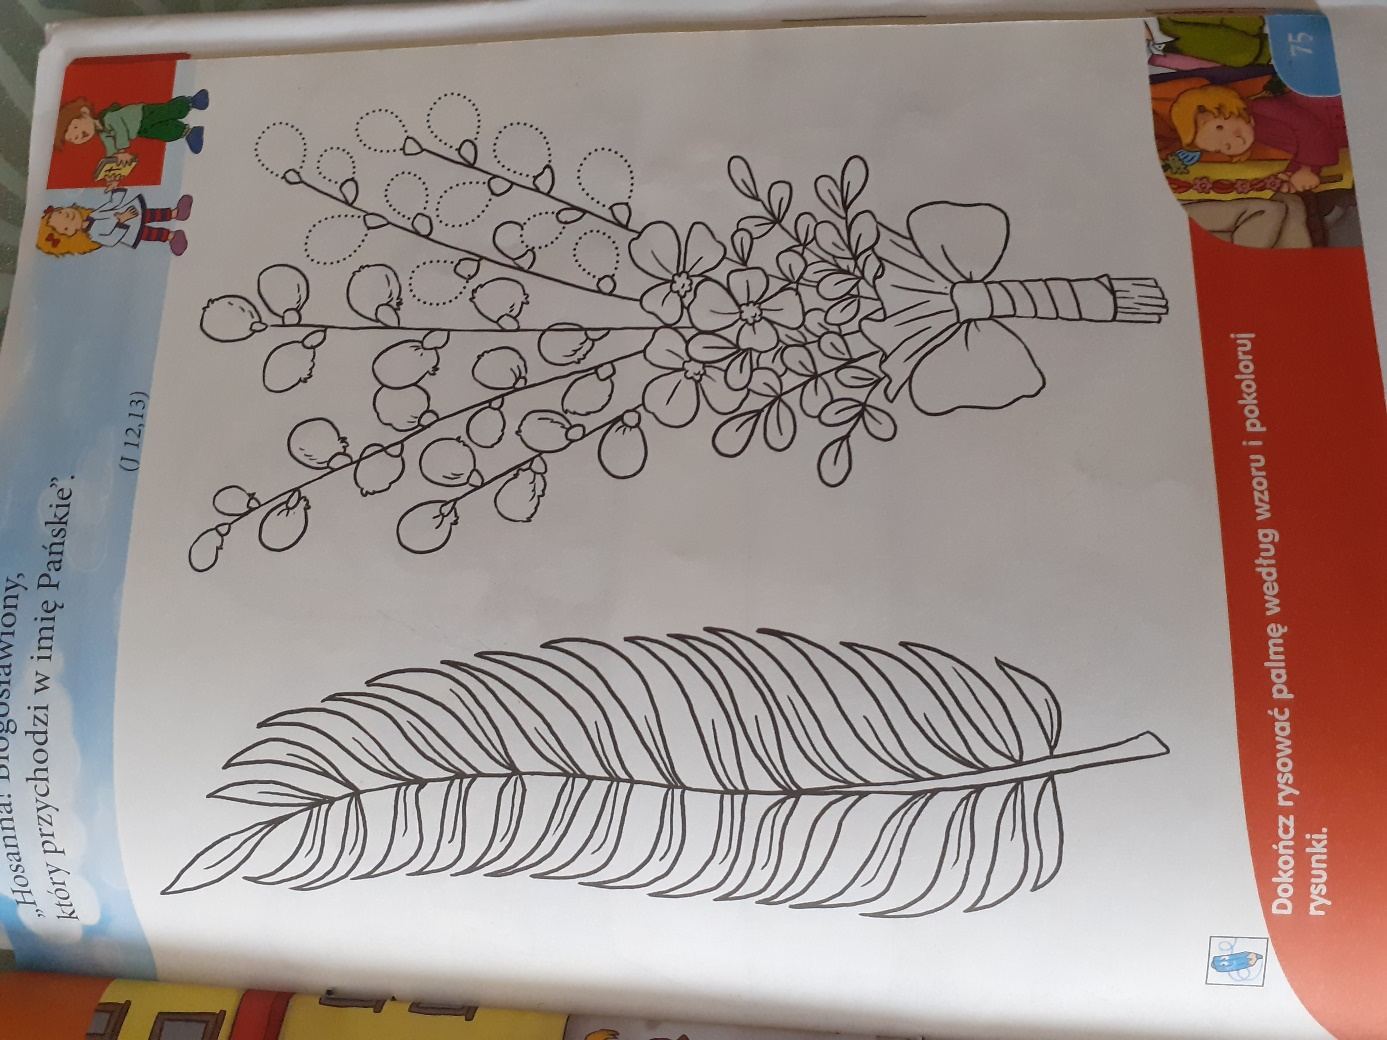 „Hosanna! Błogosławiony,
który przychodzi w imię Pańskie”.
(J 12,13)
Dokończ rysować palmę według wzoru i pokoloruj
rysunki.
75